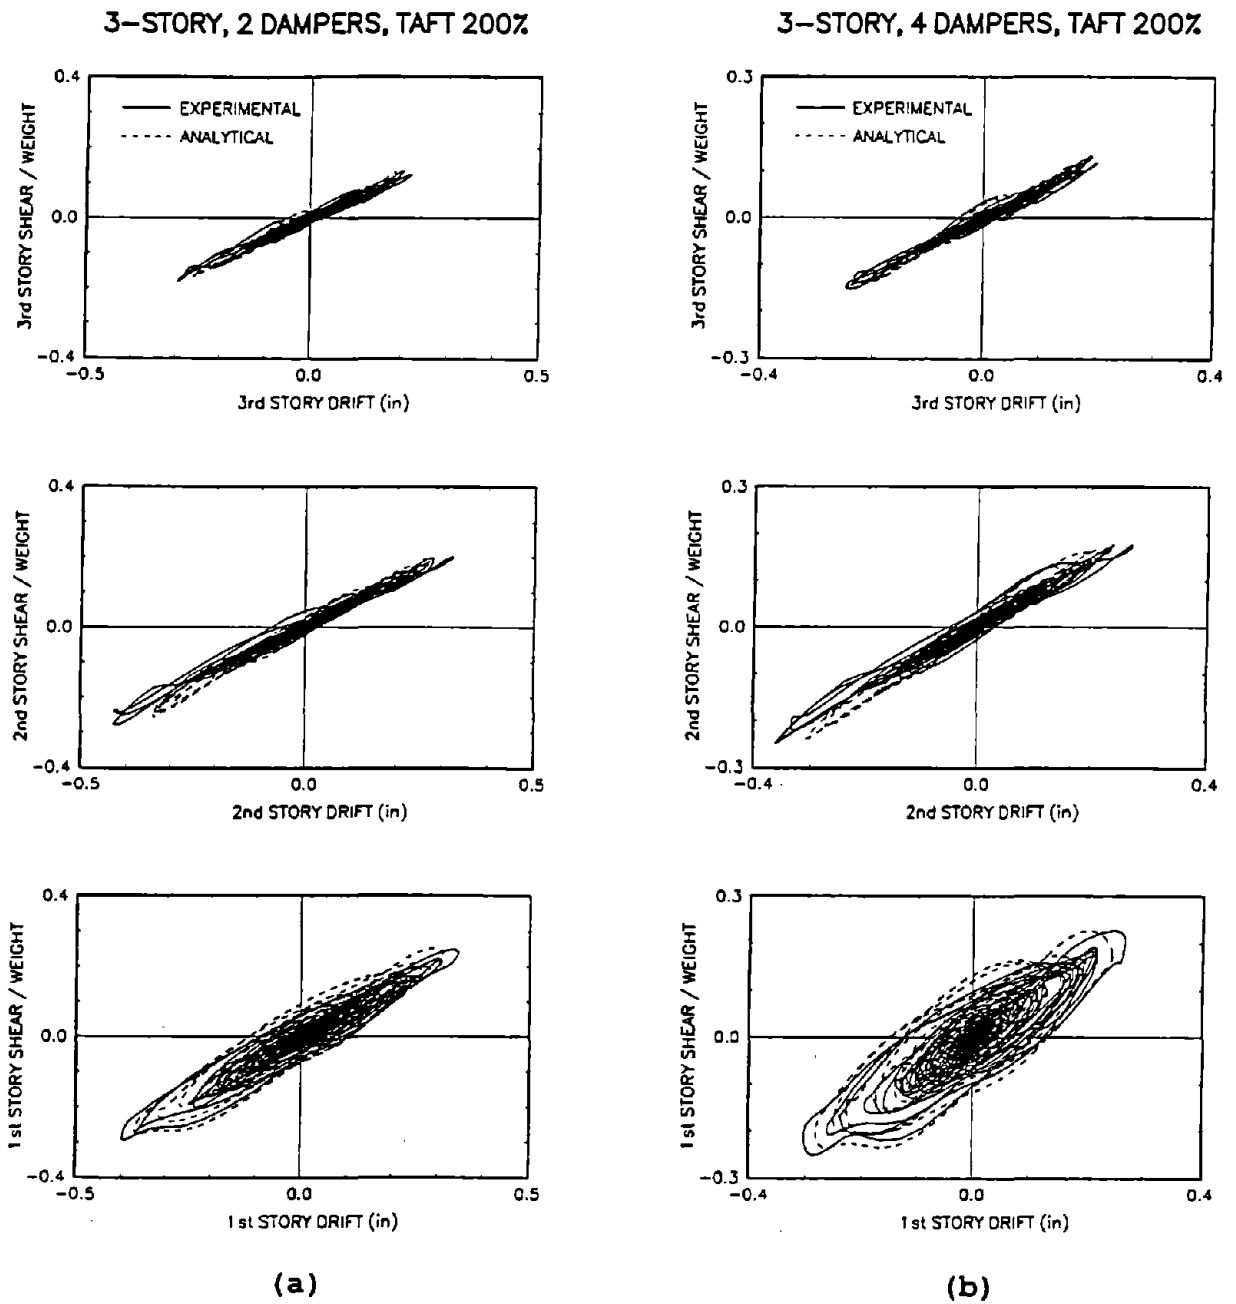 3-STORY, 2 DAMPERS, TAFT 200%
0.4
EXPERIMENTAL
ANALYTICAL
3rd STORY SHEAR / WEIGHT
0.0
-0.4
-0.5
0.0
0.5
3rd STORY DRIFT (in)
0.4
2nd STORY SHEAR / WEIGHT
0.0
-0.4
-0.5
0.0
0.5
2nd STORY DRIFT (in)
0.4
1st STORY SHEAR / WEIGHT
0.0
-0.4
-0.5
0.0
0.5
1st STORY DRIFT (in)
(a)
3-STORY, 4 DAMPERS, TAFT 200%
0.3
EXPERIMENTAL
ANALYTICAL
3rd STORY SHEAR / WEIGHT
0.0
-0.3
-0.4
0.0
0.4
3rd STORY DRIFT (in)
0.3
2nd STORY SHEAR / WEIGHT
0.0
-0.3
-0.4
0.0
0.4
2nd STORY DRIFT (in)
0.3
1st STORY SHEAR / WEIGHT
0.0
-0.3
-0.4
0.0
0.4
1st STORY DRIFT (in)
(b)